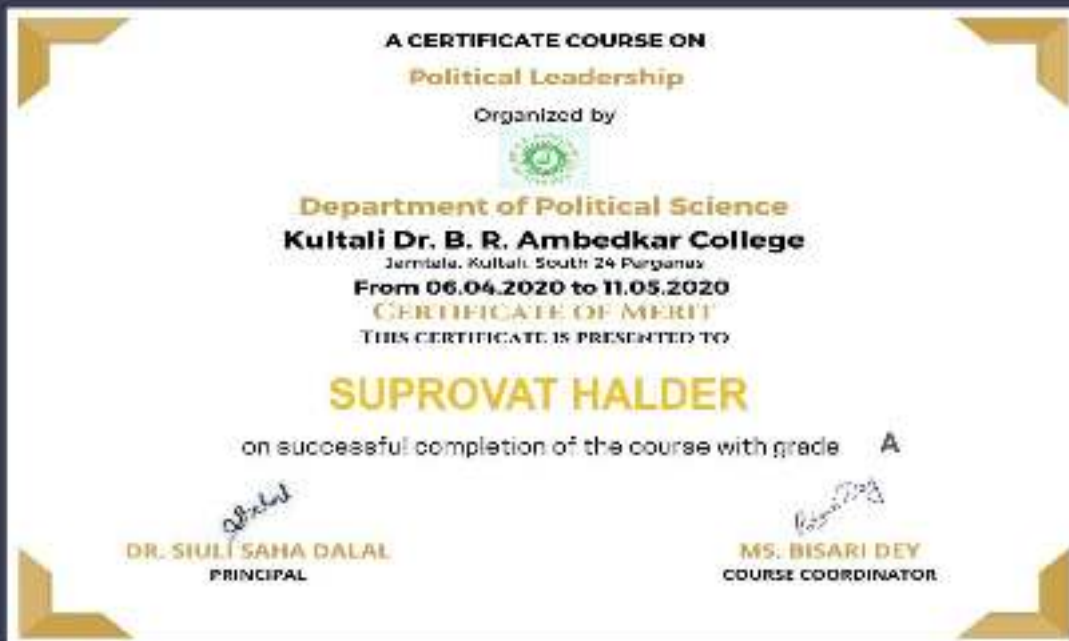 A CERTIFICATE COURSE ON
Political Leadership
Organized by
Department of Political Science
Kultali Dr. B. R. Ambedkar College
Jamtala, Kultali, South 24 Parganas
From 06.04.2020 to 11.05.2020
CERTIFICATE OF MERIT
THIS CERTIFICATE IS PRESENTED TO
SUPROVAT HALDER
on successful completion of the course with grade A
DR. SIULI SAHA DALAL
PRINCIPAL
MS. BISARI DEY
COURSE COORDINATOR